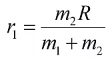 r₁ = m₂R / (m₁ + m₂)